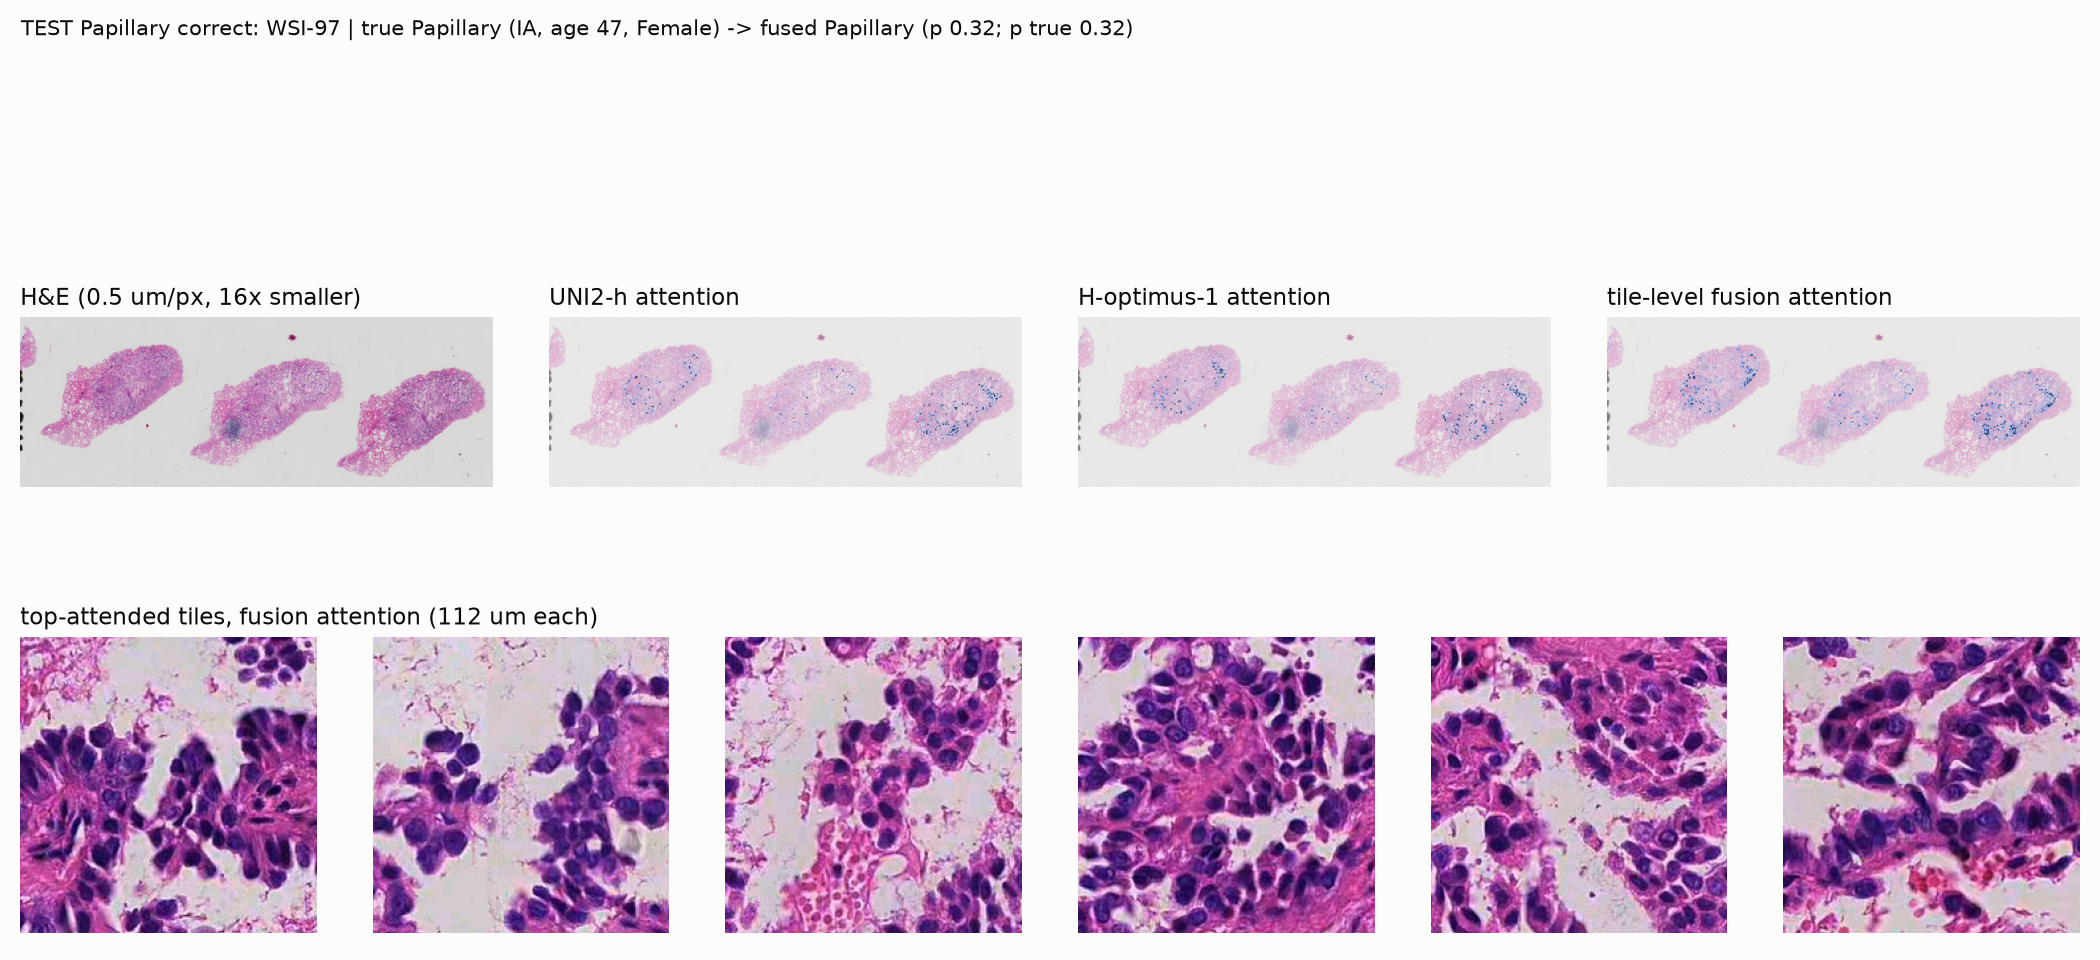 TEST Papillary correct: WSI-97 | true Papillary (IA, age 47, Female) -> fused Papillary (p 0.32; p true 0.32)
H&E (0.5 um/px, 16x smaller)
UNI2-h attention
H-optimus-1 attention
tile-level fusion attention
top-attended tiles, fusion attention (112 um each)